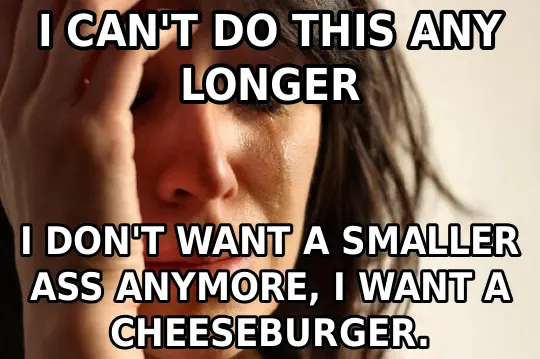 I CAN'T DO THIS ANY
LONGER
I DON'T WANT A SMALLER
ASS ANYMORE, I WANT A
CHEESEBURGER.